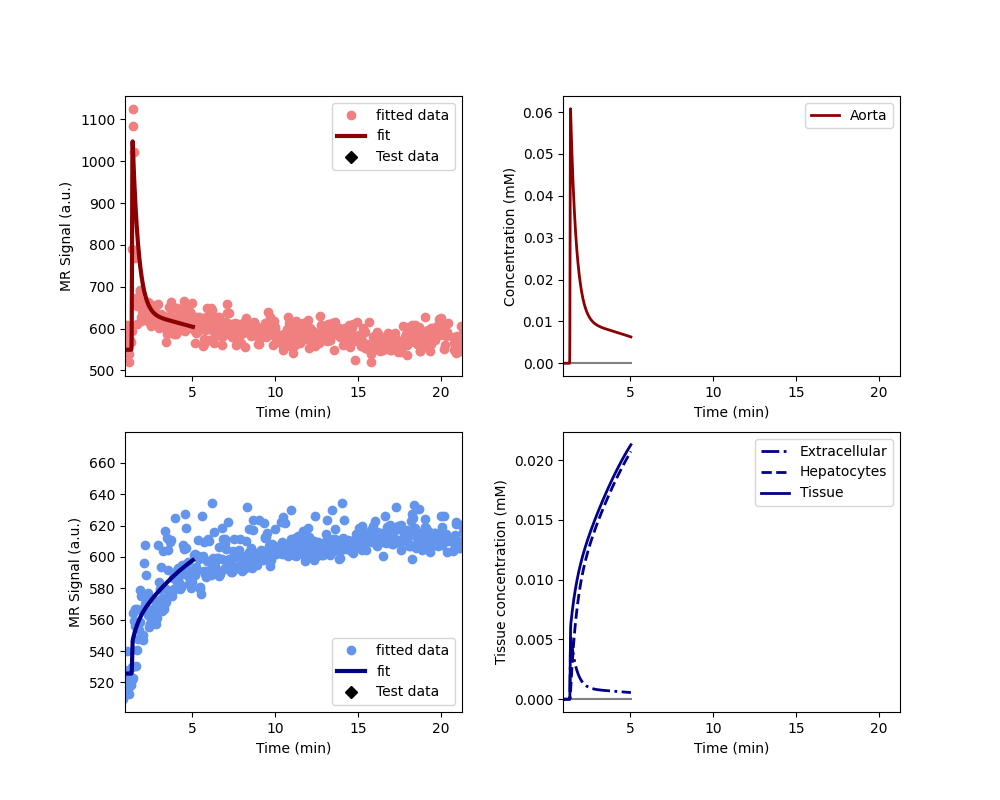 1100
1000
900
800
700
600
500
MR Signal (a.u.)
fitted data
fit
Test data
5
10
15
20
Time (min)
0.06
0.05
0.04
0.03
0.02
0.01
0.00
Concentration (mM)
Aorta
5
10
15
20
Time (min)
660
640
620
600
580
560
540
520
MR Signal (a.u.)
fitted data
fit
Test data
5
10
15
20
Time (min)
0.020
0.015
0.010
0.005
0.000
Tissue concentration (mM)
Extracellular
Hepatocytes
Tissue
5
10
15
20
Time (min)